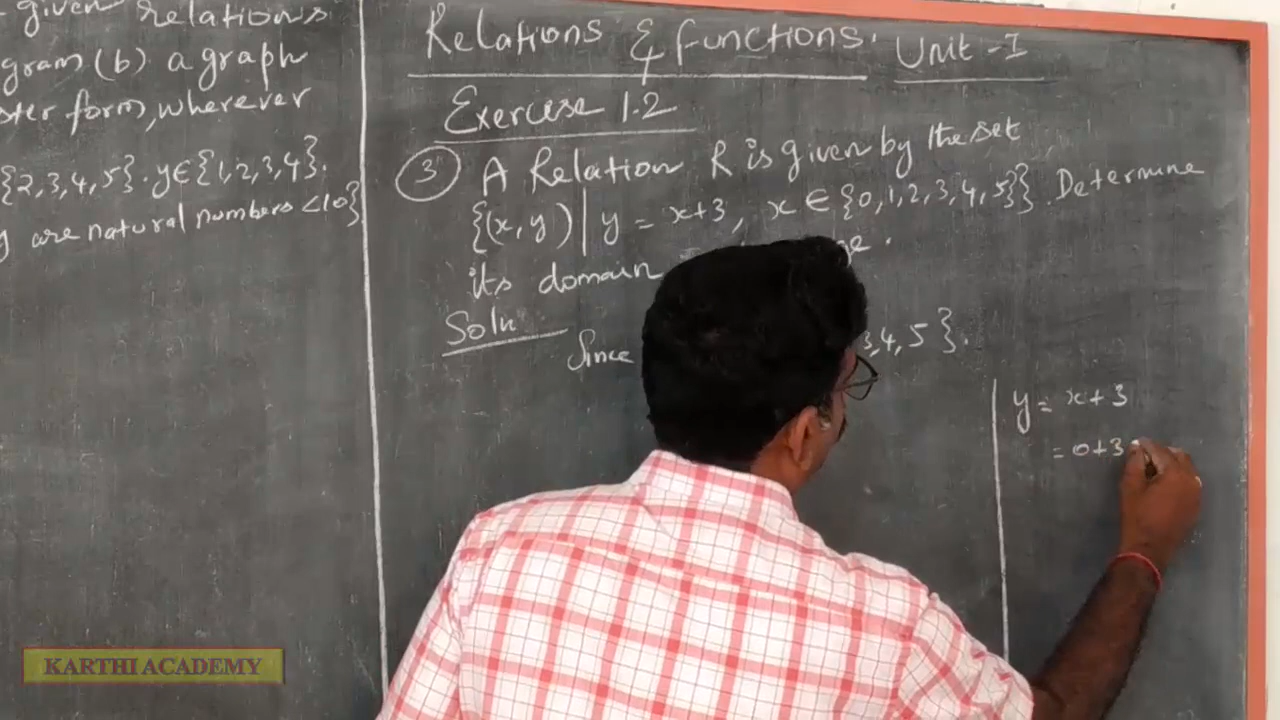 given relations
gram (b) a graph
ster form, wherever
{2,3,4,5}. y∈{1,2,3,4}.
y are natural numbers <10}
Relations & functions. Unit-I
Exercise 1.2
③ A Relation R is given by the set
{(x,y)| y = x+3, x ∈ {0,1,2,3,4,5}}. Determine
its domain
Soln
Since 3,4,5}.
y = x+3
= 0+3
KARTHI ACADEMY